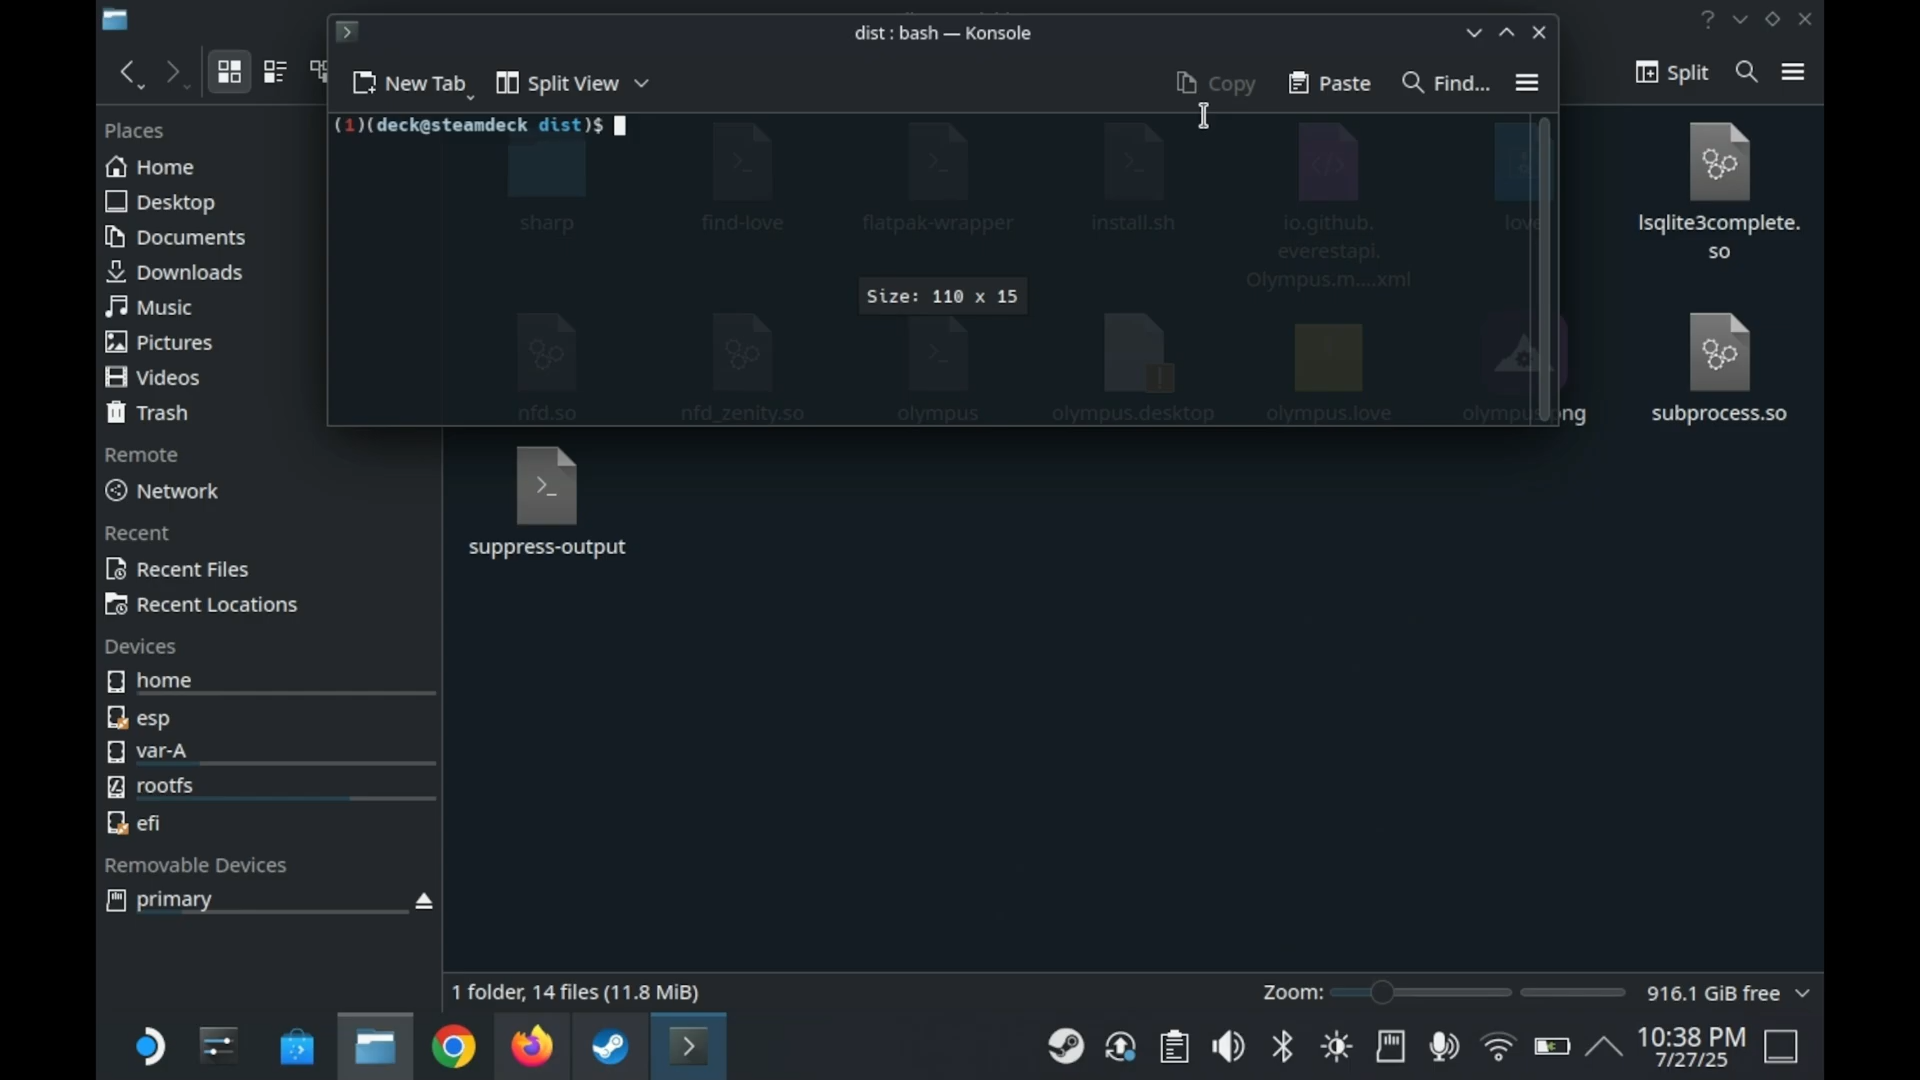 dist : bash — Konsole
New Tab
Split View
Copy
Paste
Find...
Split
(1)(deck@steamdeck dist)$
Size: 110 x 15
Places
Home
Desktop
Documents
Downloads
Music
Pictures
Videos
Trash
Remote
Network
Recent
Recent Files
Recent Locations
Devices
home
esp
var-A
rootfs
efi
Removable Devices
primary
sharp
find-love
flatpak-wrapper
install.sh
io.github.
everestapi.
Olympus.m....xml
love
lsqlite3complete.
so
nfd.so
nfd_zenity.so
olympus
olympus.desktop
olympus.love
olympus.png
subprocess.so
suppress-output
1 folder, 14 files (11.8 MiB)
Zoom:
916.1 GiB free
10:38 PM
7/27/25